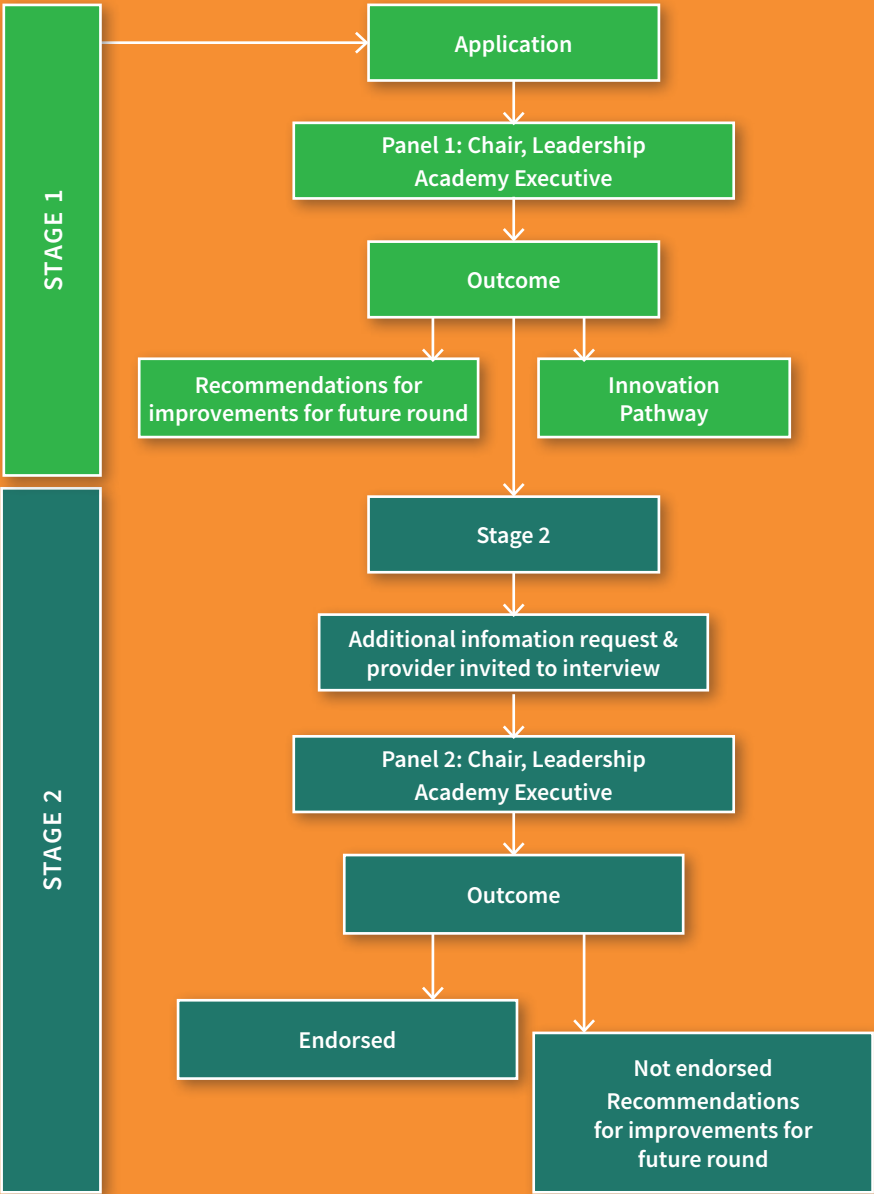 STAGE 1
Application
Panel 1: Chair, Leadership
Academy Executive
Outcome
Recommendations for
improvements for future round
Innovation
Pathway
STAGE 2
Stage 2
Additional infomation request &
provider invited to interview
Panel 2: Chair, Leadership
Academy Executive
Outcome
Endorsed
Not endorsed
Recommendations
for improvements for
future round